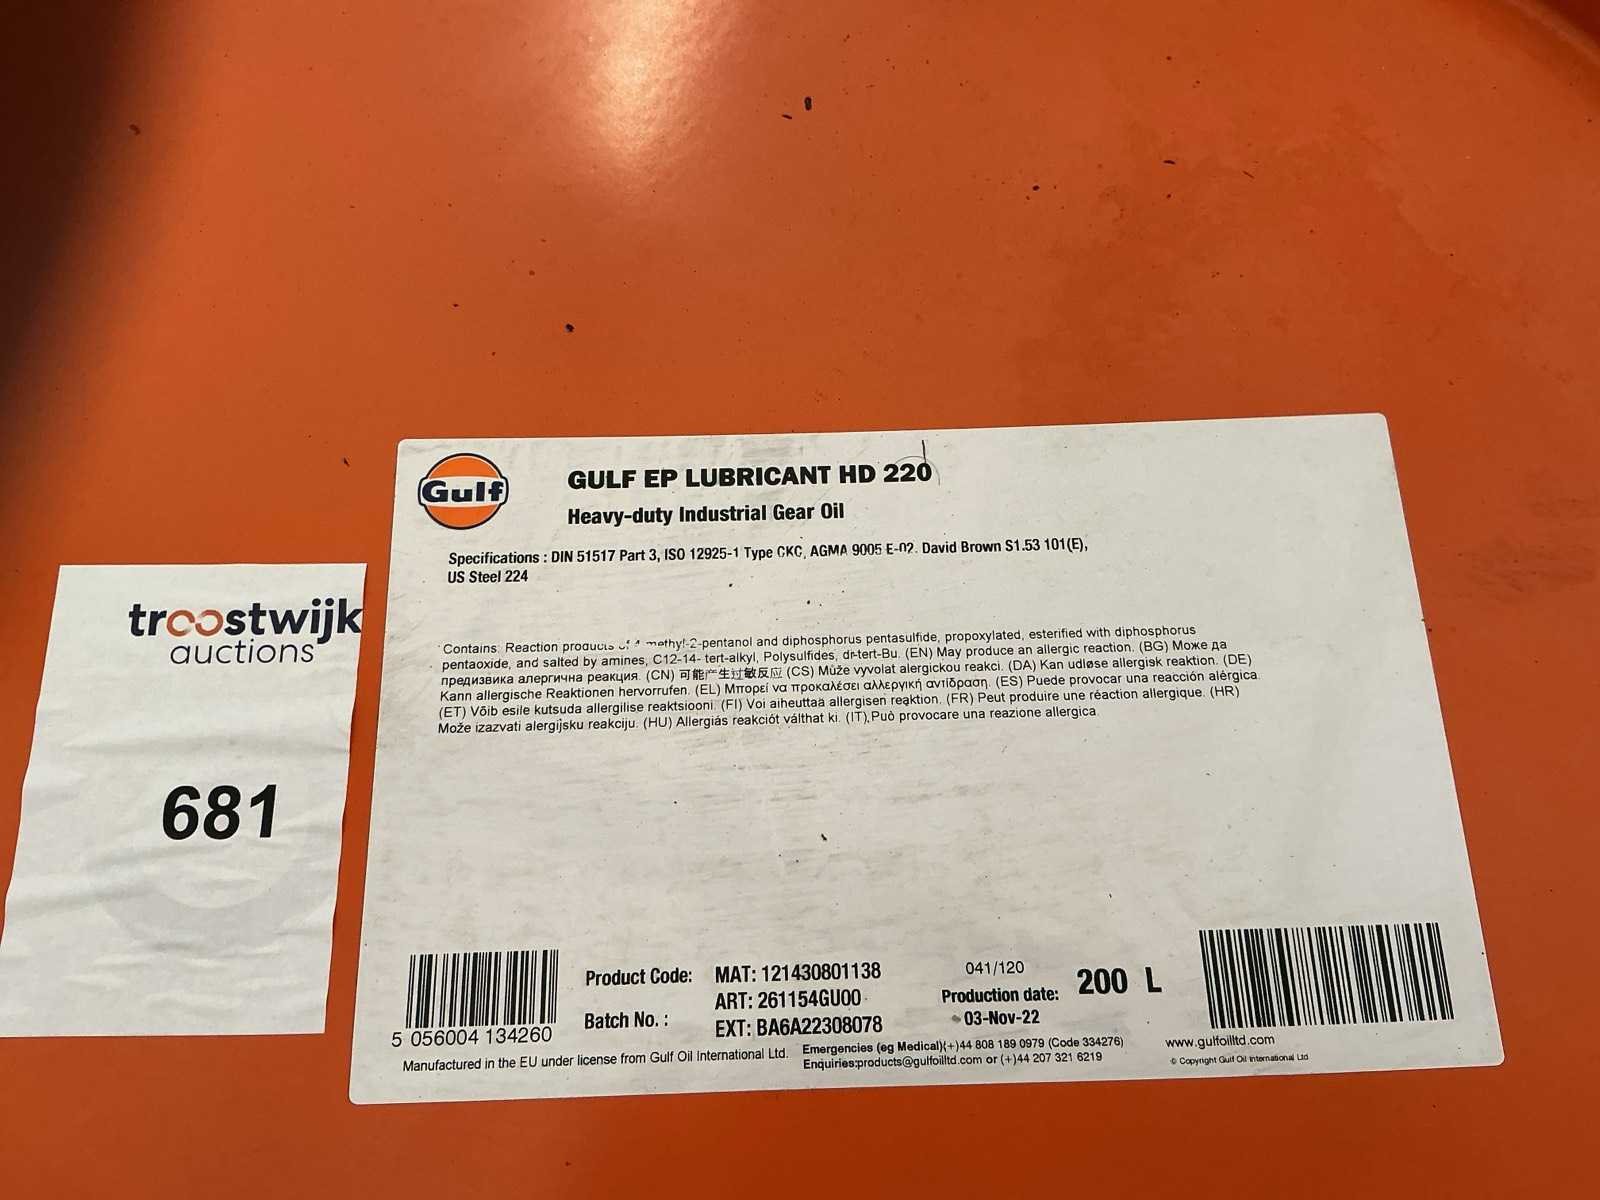 Gulf
GULF EP LUBRICANT HD 220
Heavy-duty Industrial Gear Oil
Specifications : DIN 51517 Part 3, ISO 12925-1 Type CKC, AGMA 9005 E-02. David Brown S1.53 101(E),
US Steel 224
troostwijk
auctions
681
Contains: Reaction products of 4-methyl-2-pentanol and diphosphorus pentasulfide, propoxylated, esterified with diphosphorus
pentaoxide, and salted by amines, C12-14- tert-alkyl, Polysulfides, di-tert-Bu. (EN) May produce an allergic reaction. (BG) Може да
предизвика алергична реакция. (CN) 可能产生过敏反应 (CS) Může vyvolat alergickou reakci. (DA) Kan udløse allergisk reaktion. (DE)
Kann allergische Reaktionen hervorrufen. (EL) Μπορεί να προκαλέσει αλλεργική αντίδραση. (ES) Puede provocar una reacción alérgica.
(ET) Võib esile kutsuda allergilise reaktsiooni. (FI) Voi aiheuttaa allergisen reaktion. (FR) Peut produire une réaction allergique. (HR)
Može izazvati alergijsku reakciju. (HU) Allergiás reakciót válthat ki. (IT) Può provocare una reazione allergica.
Product Code: MAT: 121430801138
ART: 261154GU00
Batch No. : EXT: BA6A22308078
041/120
Production date:
03-Nov-22
200 L
5 056004 134260
Manufactured in the EU under license from Gulf Oil International Ltd.
Emergencies (eg Medical)(+)44 808 189 0979 (Code 334276)
Enquiries:products@gulfoilltd.com or (+)44 207 321 6219
www.gulfoilltd.com
© Copyright Gulf Oil International Ltd